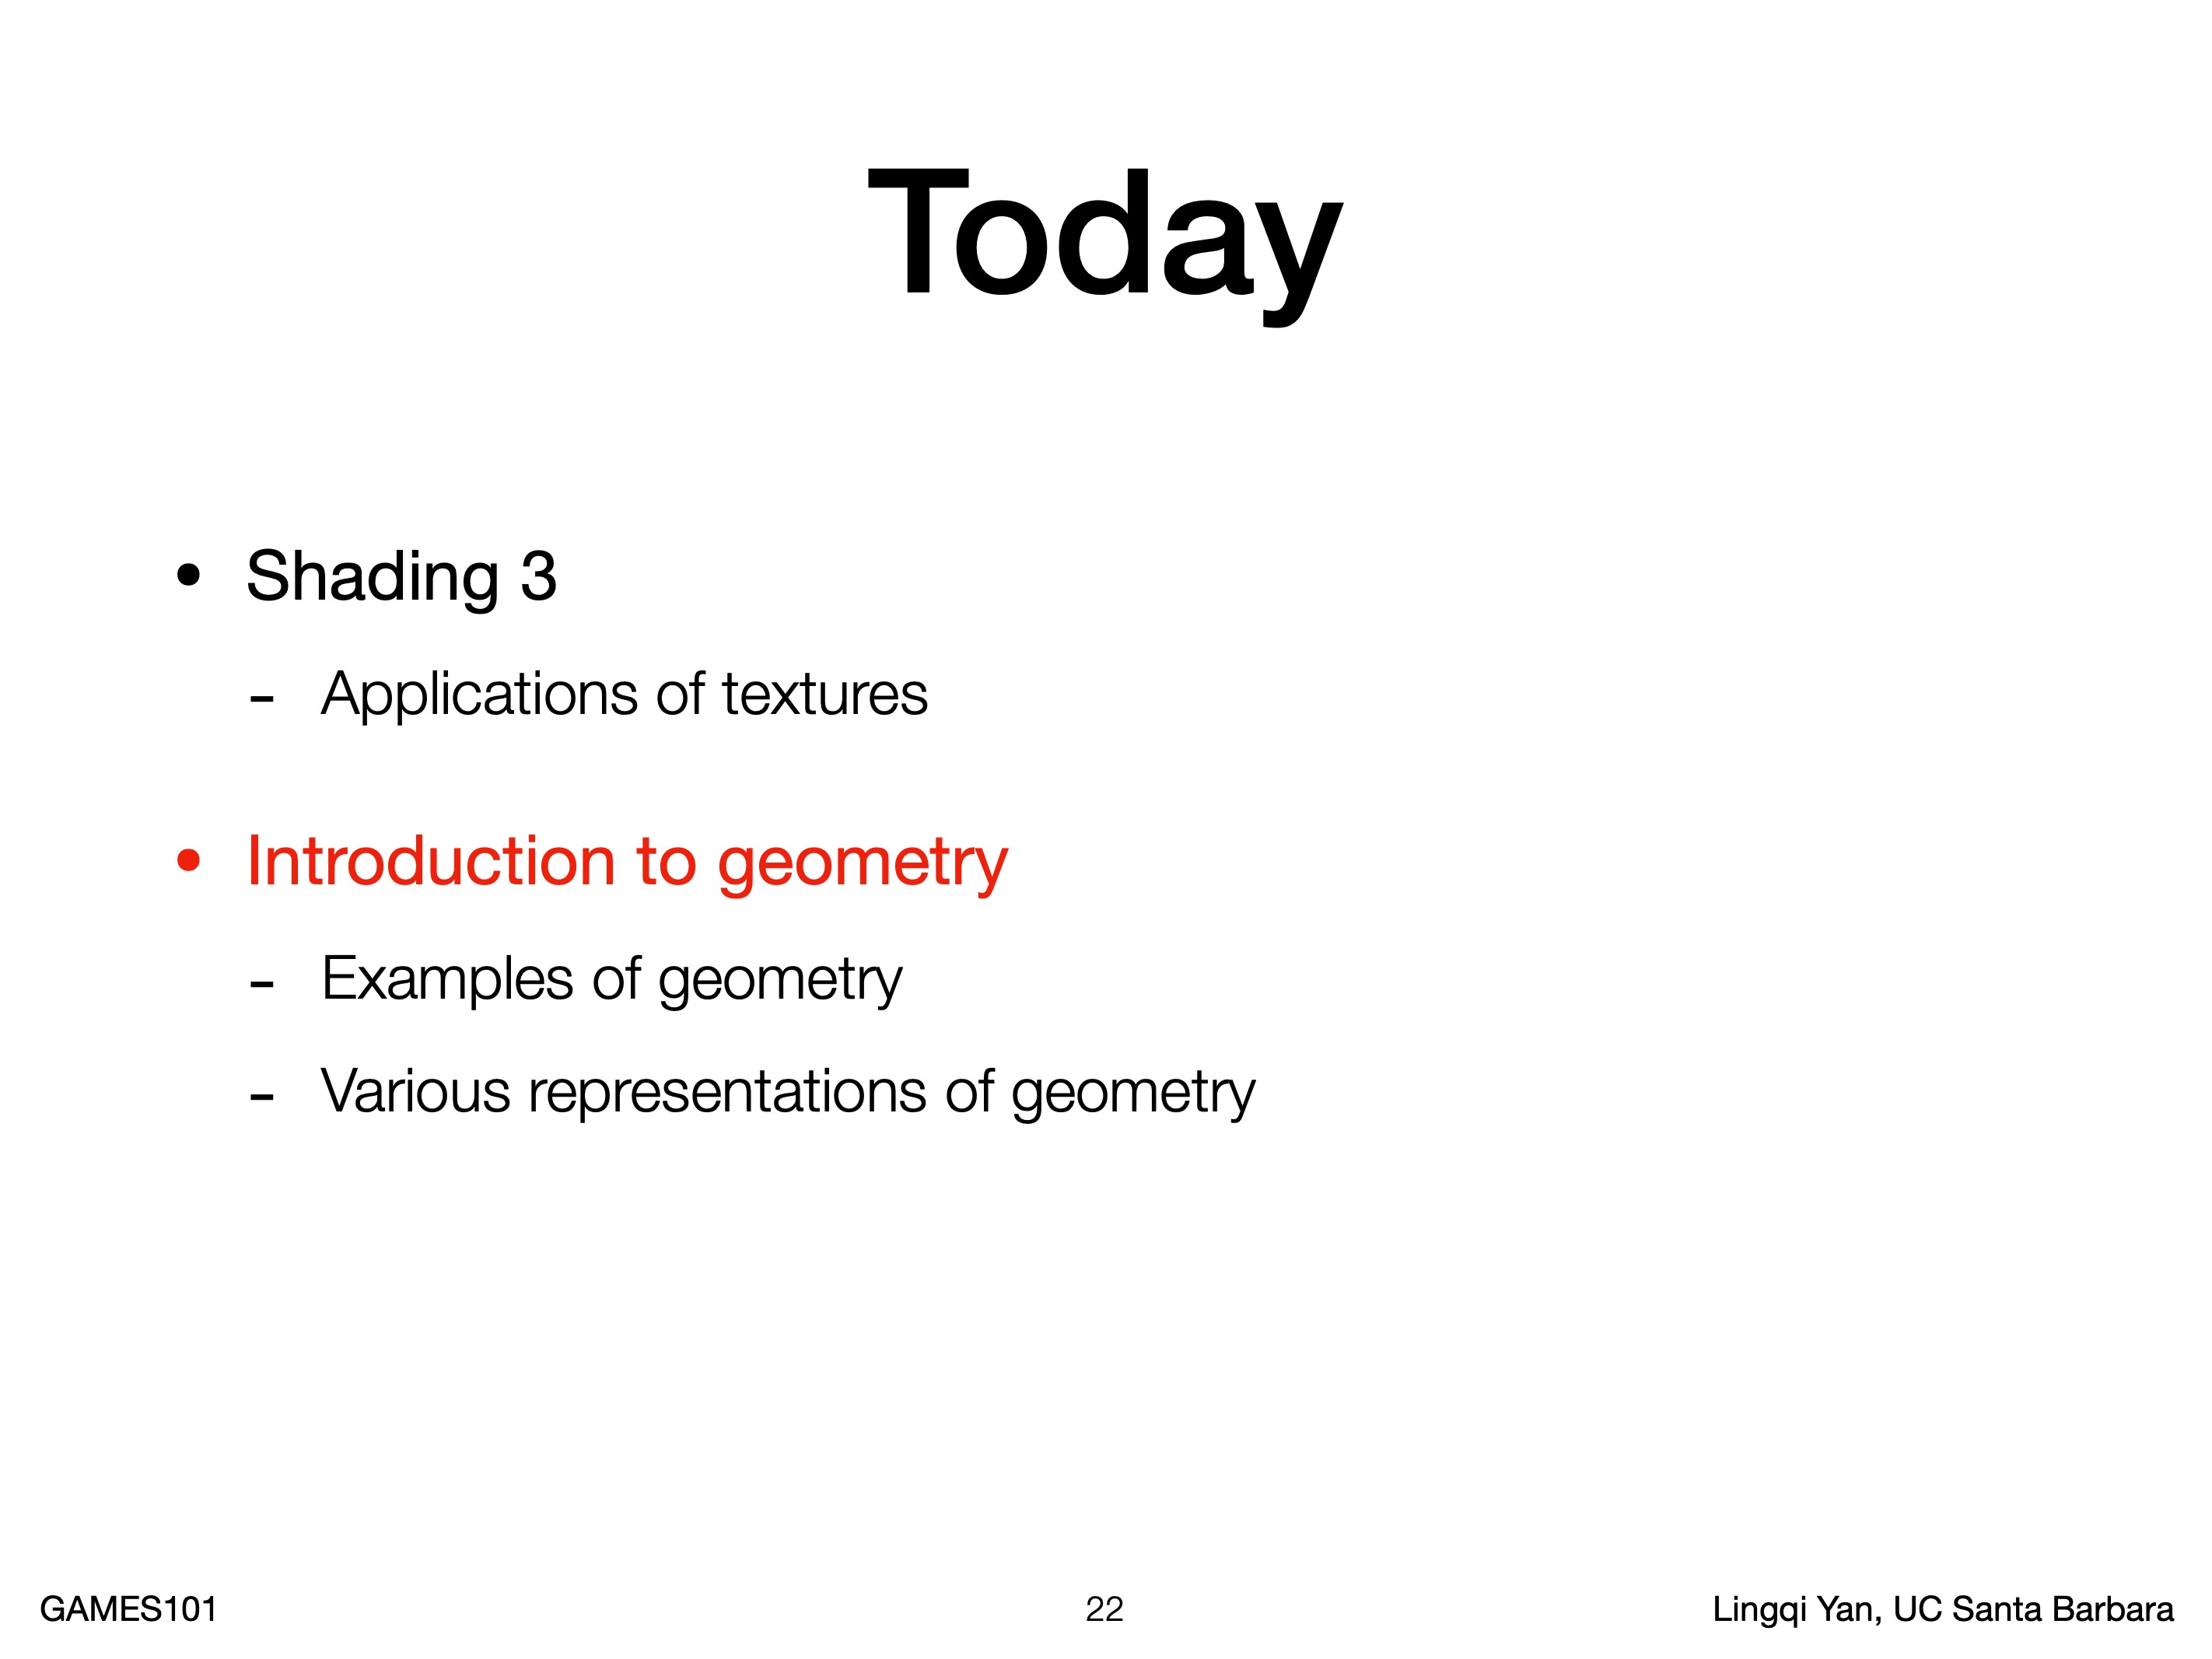 Today
• Shading 3
- Applications of textures
• Introduction to geometry
- Examples of geometry
- Various representations of geometry
GAMES101
22
Lingqi Yan, UC Santa Barbara